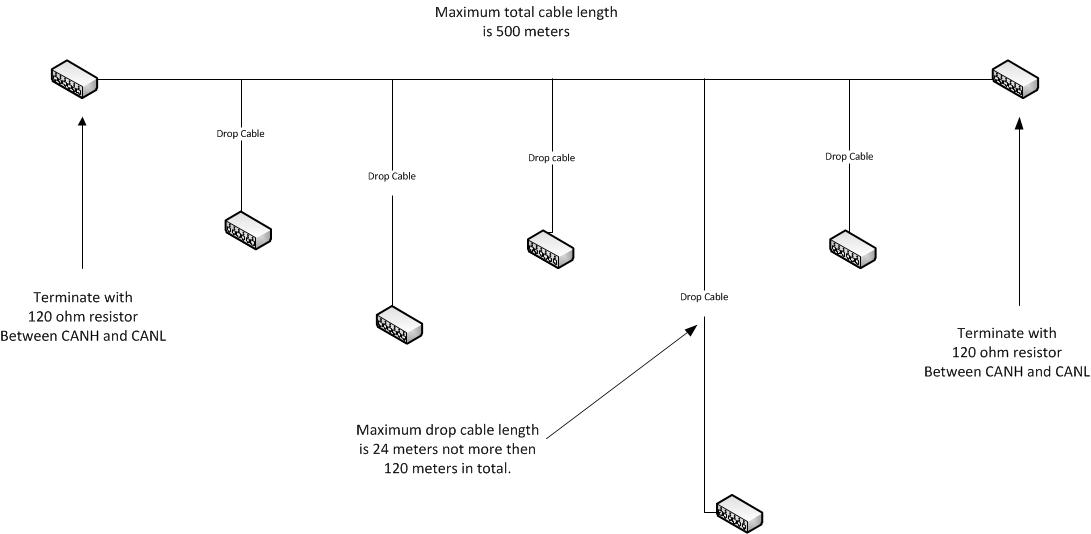 Maximum total cable length
is 500 meters
Drop Cable
Drop Cable
Drop cable
Drop Cable
Drop Cable
Terminate with
120 ohm resistor
Between CANH and CANL
Terminate with
120 ohm resistor
Between CANH and CANL
Maximum drop cable length
is 24 meters not more then
120 meters in total.